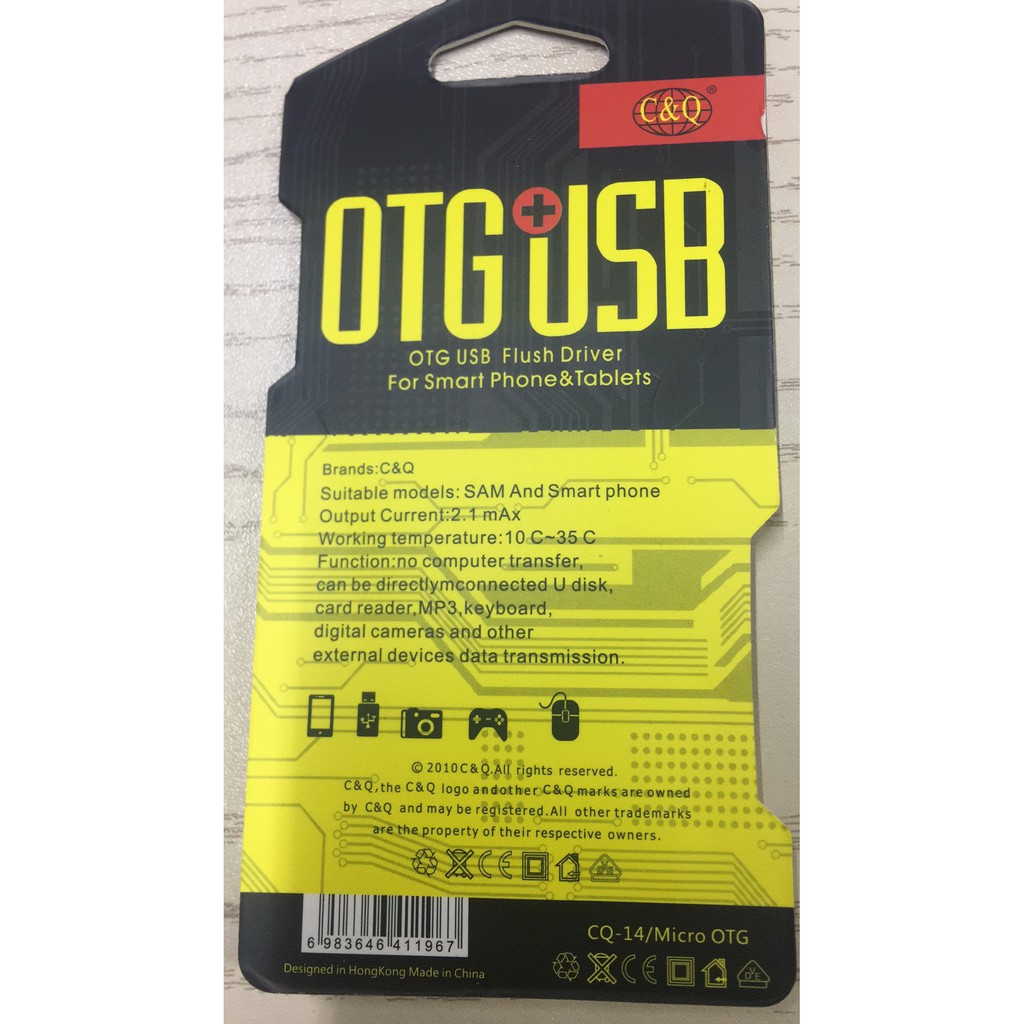 C&Q®
OTG USB
OTG USB Flush Driver
For Smart Phone&Tablets
Brands:C&Q
Suitable models: SAM And Smart phone
Output Current:2.1 mAx
Working temperature:10 C~35 C
Function:no computer transfer,
can be directlymconnected U disk,
card reader,MP3,keyboard,
digital cameras and other
external devices data transmission.
© 2010C&Q.All rights reserved.
C&Q,the C&Q logo andother C&Q marks are owned
by C&Q and may be registered.All other trademarks
are the property of their respective owners.
CE
6 983646 411967
CQ-14/Micro OTG
Designed in HongKong Made in China
CE